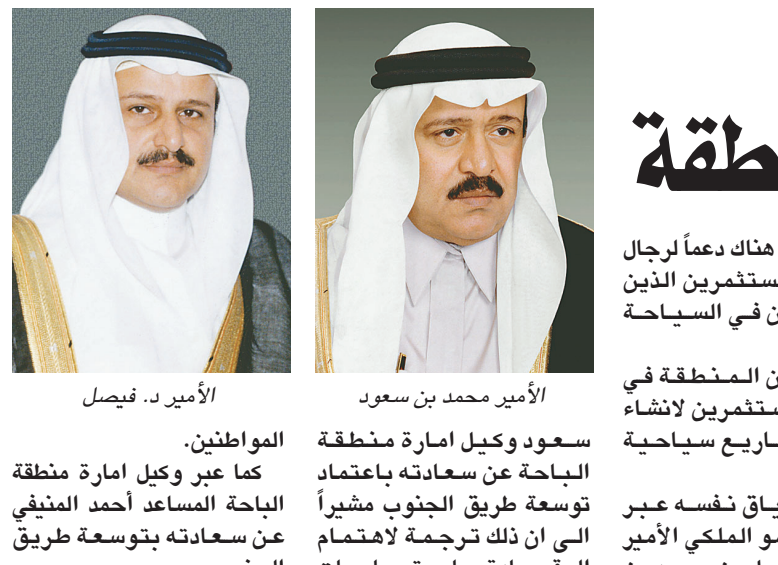 طقة
هناك دعماً لرجال
ستثمرين الذين
في السياحة
المنطقة في
ستثمرين لانشاء
سياحية
نفسه عبر
الملكي الأمير
الأمير محمد بن سعود
سعود وكيل امارة منطقة
الباحة عن سعادته باعتماد
توسعة طريق الجنوب مشيراً
الى ان ذلك ترجمة لاهتمام
الأمير د. فيصل
المواطنين.
كما عبر وكيل امارة منطقة
الباحة المساعد أحمد المنيفي
عن سعادته بتوسعة طريق